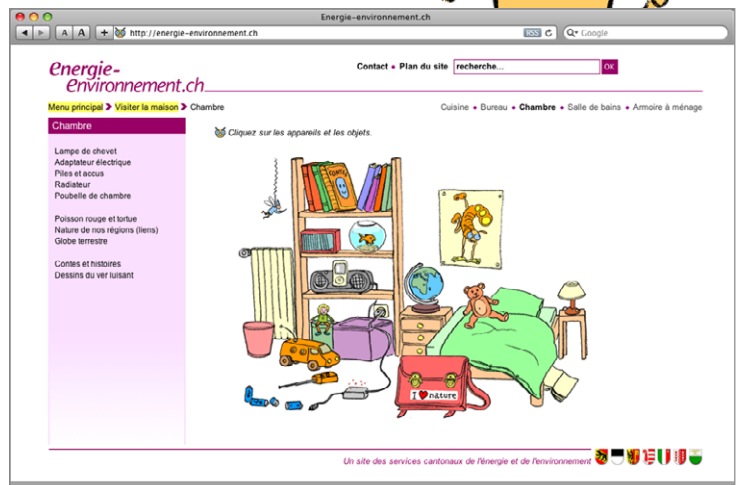 Energie-environnement.ch
A A + http://energie-environnement.ch RSS Google
energie-
environnement.ch
Contact • Plan du site recherche... OK
Menu principal > Visiter la maison > Chambre
Cuisine • Bureau • Chambre • Salle de bains • Armoire à ménage
Chambre
Cliquez sur les appareils et les objets.
Lampe de chevet
Adaptateur électrique
Piles et accus
Radiateur
Poubelle de chambre
Poisson rouge et tortue
Nature de nos régions (liens)
Globe terrestre
Contes et histoires
Dessins du ver luisant
CONTES
I ♥ nature
Un site des services cantonaux de l'énergie et de l'environnement